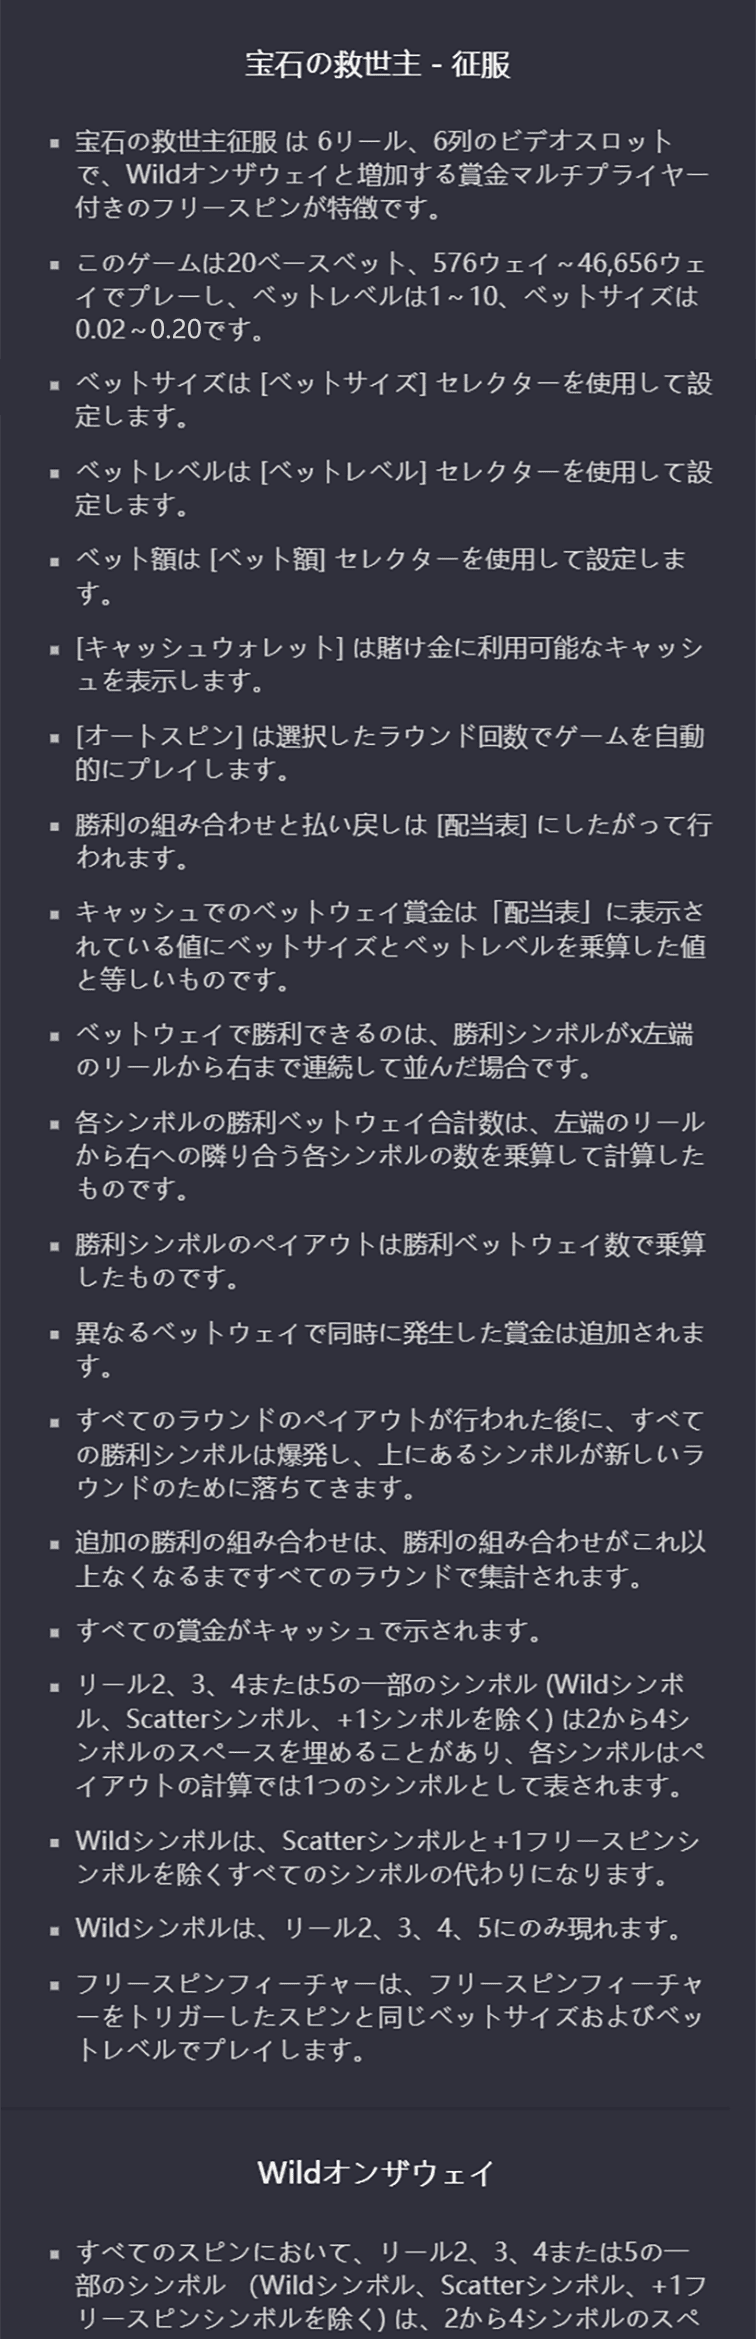 宝石の救世主 - 征服
▪ 宝石の救世主征服 は 6リール、6列のビデオスロット
で、Wildオンザウェイと増加する賞金マルチプライヤー
付きのフリースピンが特徴です。
▪ このゲームは20ベースベット、576ウェイ～46,656ウェ
イでプレーし、ベットレベルは1～10、ベットサイズは
0.02～0.20です。
▪ ベットサイズは [ベットサイズ] セレクターを使用して設
定します。
▪ ベットレベルは [ベットレベル] セレクターを使用して設
定します。
▪ ベット額は [ベット額] セレクターを使用して設定しま
す。
▪ [キャッシュウォレット] は賭け金に利用可能なキャッシ
ュを表示します。
▪ [オートスピン] は選択したラウンド回数でゲームを自動
的にプレイします。
▪ 勝利の組み合わせと払い戻しは [配当表] にしたがって行
われます。
▪ キャッシュでのベットウェイ賞金は「配当表」に表示さ
れている値にベットサイズとベットレベルを乗算した値
と等しいものです。
▪ ベットウェイで勝利できるのは、勝利シンボルがx左端
のリールから右まで連続して並んだ場合です。
▪ 各シンボルの勝利ベットウェイ合計数は、左端のリール
から右への隣り合う各シンボルの数を乗算して計算した
ものです。
▪ 勝利シンボルのペイアウトは勝利ベットウェイ数で乗算
したものです。
▪ 異なるベットウェイで同時に発生した賞金は追加されま
す。
▪ すべてのラウンドのペイアウトが行われた後に、すべて
の勝利シンボルは爆発し、上にあるシンボルが新しいラ
ウンドのために落ちてきます。
▪ 追加の勝利の組み合わせは、勝利の組み合わせがこれ以
上なくなるまですべてのラウンドで集計されます。
▪ すべての賞金がキャッシュで示されます。
▪ リール2、3、4または5の一部のシンボル (Wildシンボ
ル、Scatterシンボル、+1シンボルを除く) は2から4シ
ンボルのスペースを埋めることがあり、各シンボルはペ
イアウトの計算では1つのシンボルとして表されます。
▪ Wildシンボルは、Scatterシンボルと+1フリースピンシ
ンボルを除くすべてのシンボルの代わりになります。
▪ Wildシンボルは、リール2、3、4、5にのみ現れます。
▪ フリースピンフィーチャーは、フリースピンフィーチャ
ーをトリガーしたスピンと同じベットサイズおよびベッ
トレベルでプレイします。
Wildオンザウェイ
▪ すべてのスピンにおいて、リール2、3、4または5の一
部のシンボル （Wildシンボル、Scatterシンボル、+1フ
リースピンシンボルを除く) は、2から4シンボルのスペ